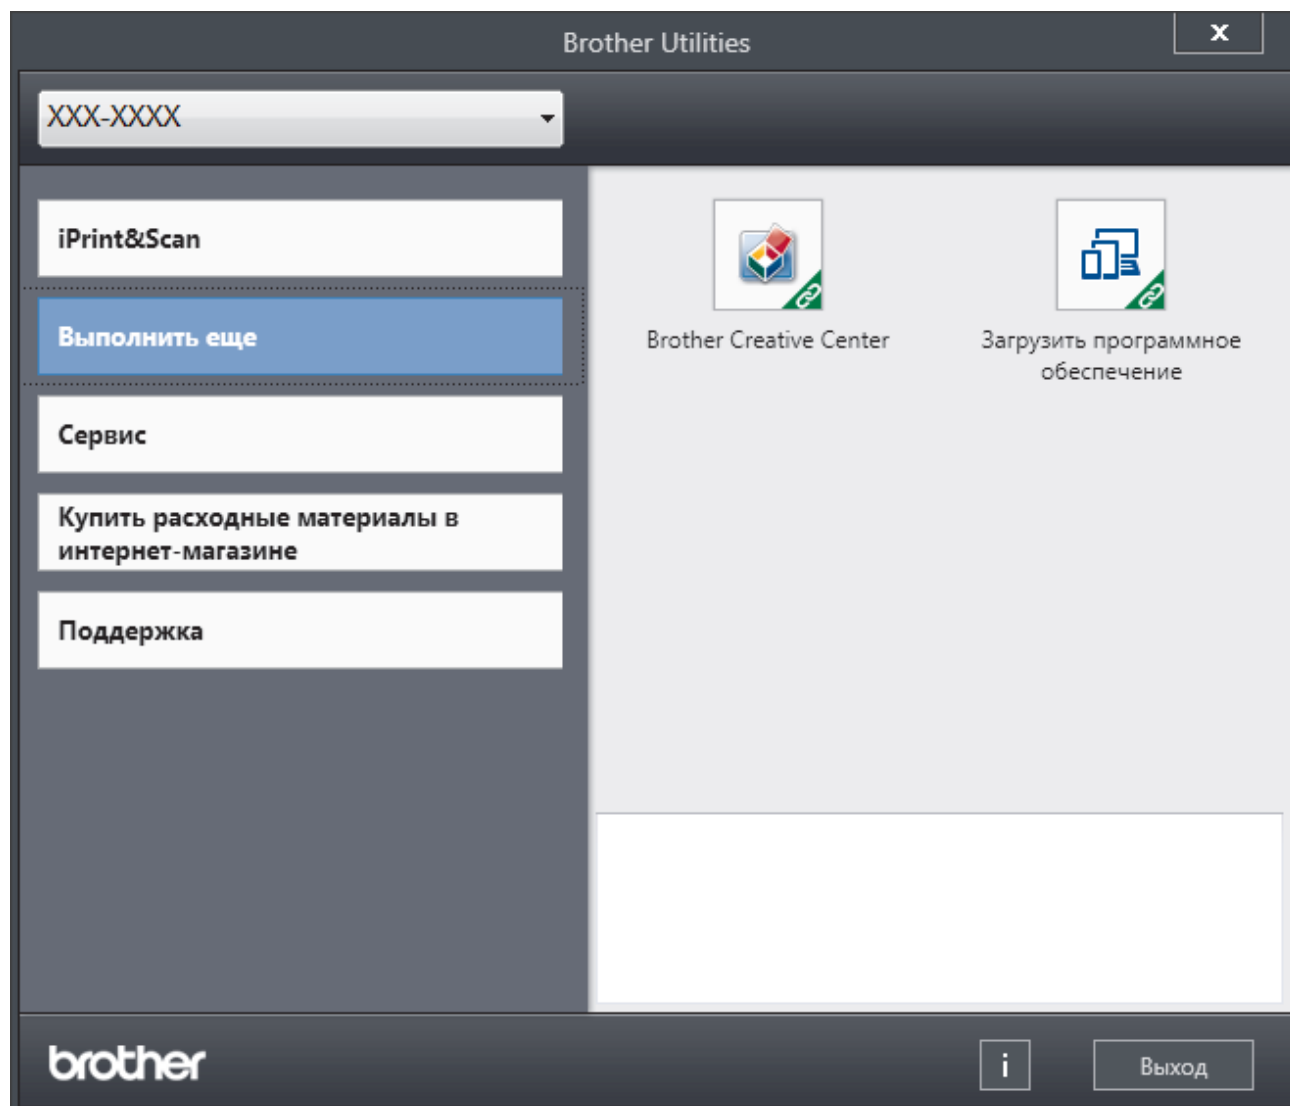 Brother Utilities
x
XXX-XXXX
iPrint&Scan
Выполнить еще
Сервис
Купить расходные материалы в
интернет-магазине
Поддержка
Brother Creative Center
Загрузить программное
обеспечение
brother
i
Выход